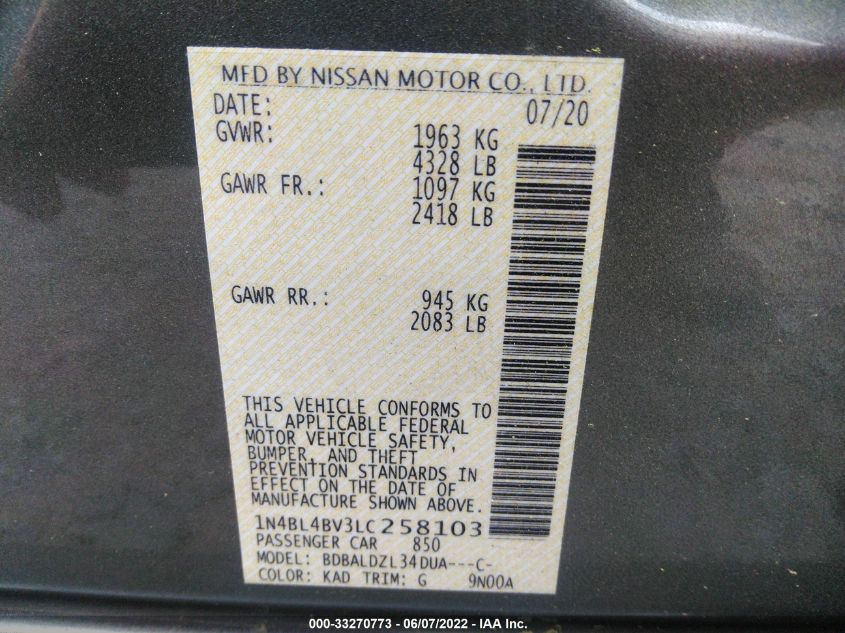 MFD BY NISSAN MOTOR CO., LTD.
DATE: 07/20
GVWR: 1963 KG
4328 LB
GAWR FR.: 1097 KG
2418 LB
GAWR RR.: 945 KG
2083 LB
THIS VEHICLE CONFORMS TO
ALL APPLICABLE FEDERAL
MOTOR VEHICLE SAFETY,
BUMPER, AND THEFT
PREVENTION STANDARDS IN
EFFECT ON THE DATE OF
MANUFACTURE SHOWN ABOVE.
1N4BL4BV3LC258103
PASSENGER CAR 850
MODEL: BDBALDZL34DUA---C-
COLOR: KAD TRIM: G 9N00A
000-33270773 - 06/07/2022 - IAA Inc.